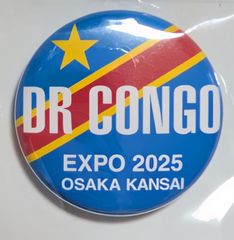 DR CONGO
EXPO 2025
OSAKA KANSAI